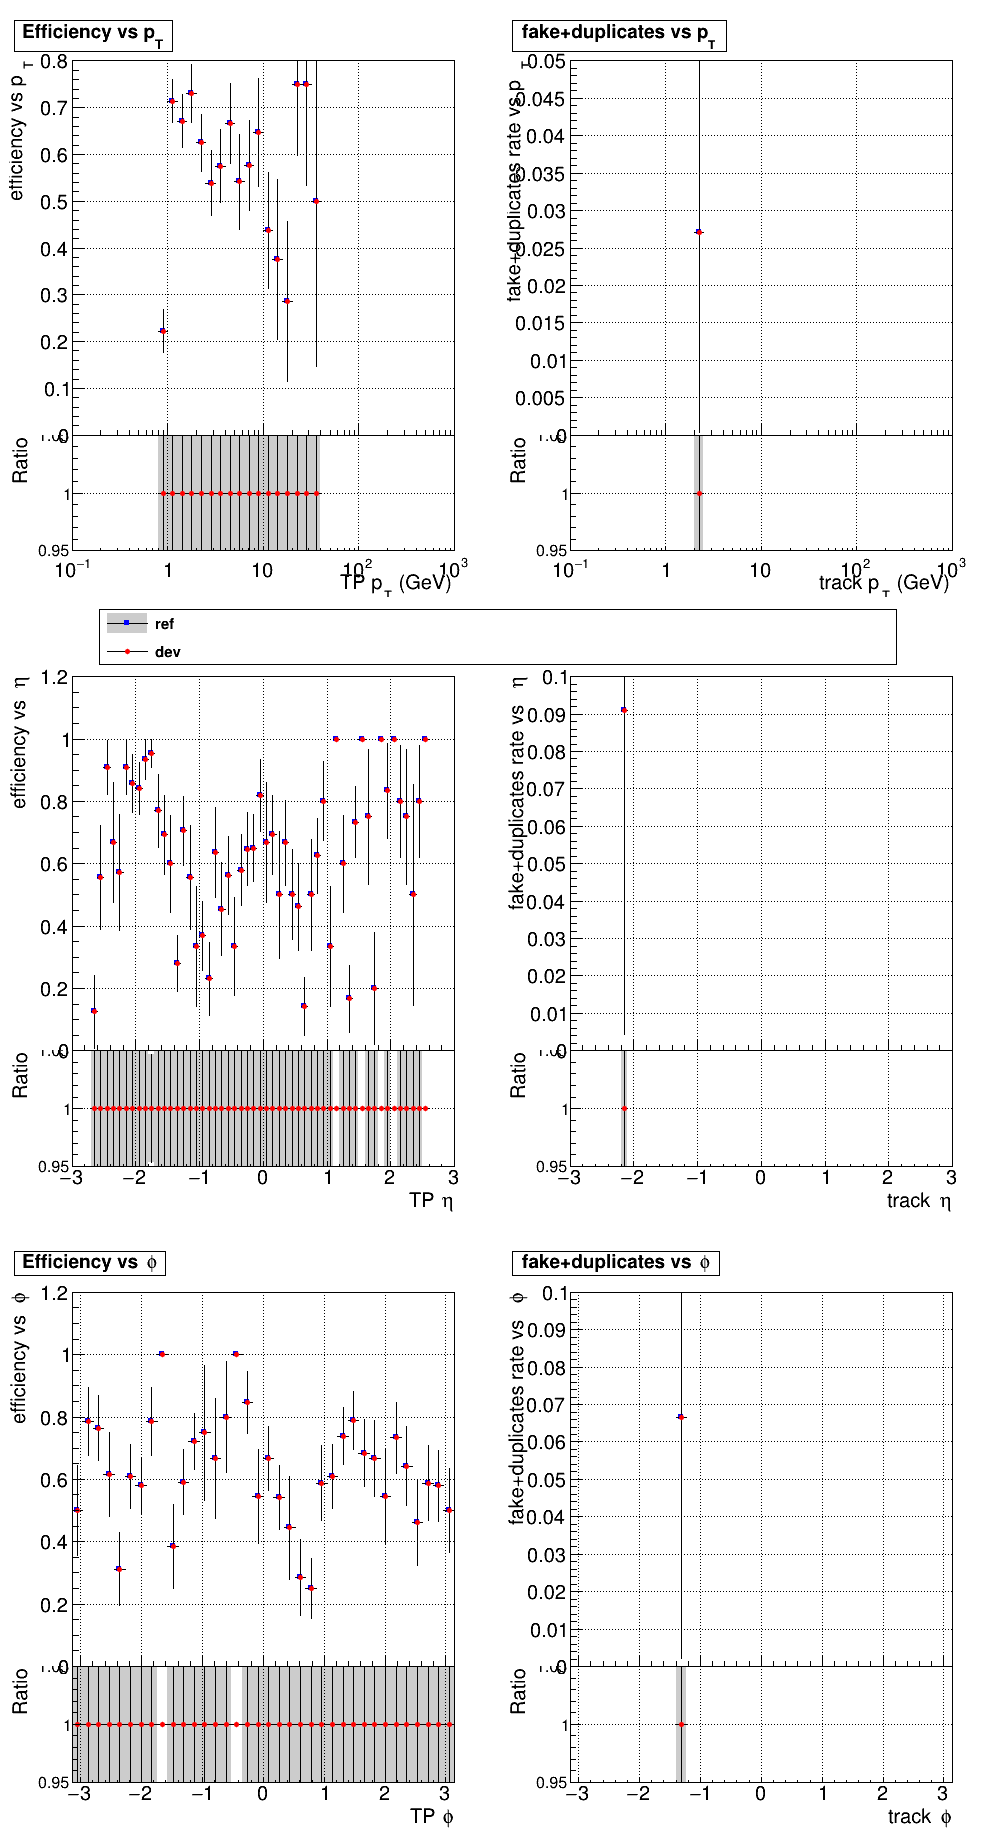 Efficiency vs p_T
fake+duplicates vs p_T
efficiency vs p_T
0.8
0.7
0.6
0.5
0.4
0.3
0.2
0.1
0
Ratio
1
0.95
10⁻¹ 1 10 10² 10³
TP p_T (GeV)
fake+duplicates rate vs p_T
0.05
0.045
0.04
0.035
0.03
0.025
0.02
0.015
0.01
0.005
0
Ratio
1
0.95
10⁻¹ 1 10 10² 10³
track p_T (GeV)
ref
dev
efficiency vs η
1.2
1
0.8
0.6
0.4
0.2
0
Ratio
1
0.95
−3 −2 −1 0 1 2 3
TP η
fake+duplicates rate vs η
0.1
0.09
0.08
0.07
0.06
0.05
0.04
0.03
0.02
0.01
0
Ratio
1
0.95
−3 −2 −1 0 1 2 3
track η
Efficiency vs ϕ
fake+duplicates vs ϕ
efficiency vs ϕ
1.2
1
0.8
0.6
0.4
0.2
0
Ratio
1
0.95
−3 −2 −1 0 1 2 3
TP ϕ
fake+duplicates rate vs ϕ
0.1
0.09
0.08
0.07
0.06
0.05
0.04
0.03
0.02
0.01
0
Ratio
1
0.95
−3 −2 −1 0 1 2 3
track ϕ